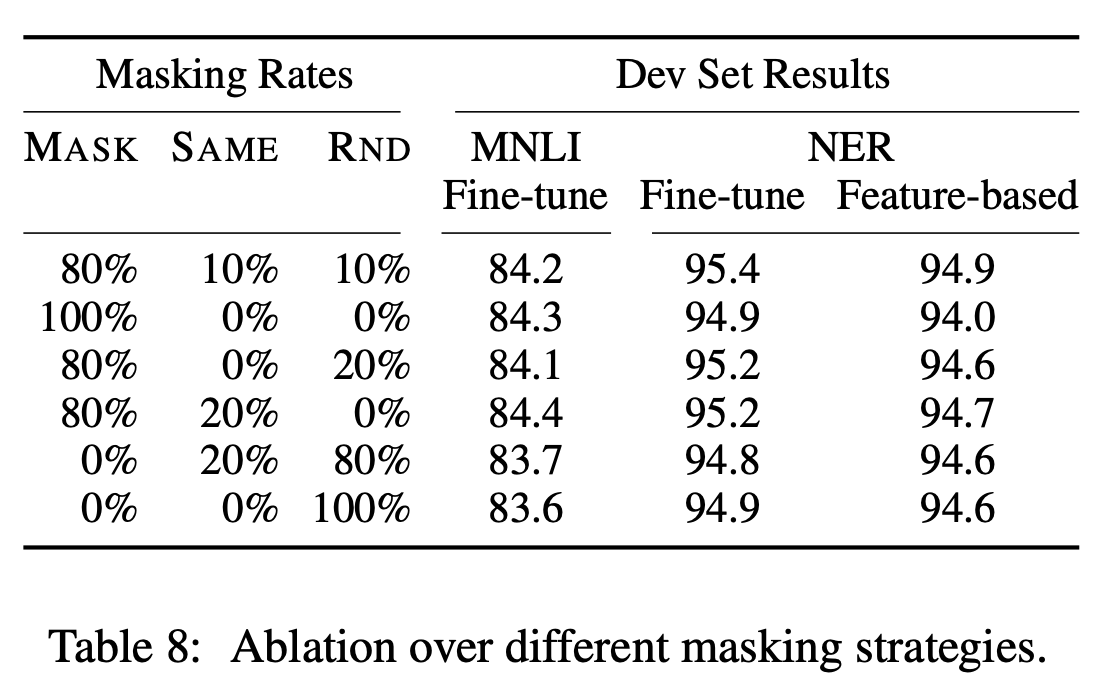 Masking Rates Dev Set Results
MASK SAME RND MNLI NER
Fine-tune Fine-tune Feature-based
80% 10% 10% 84.2 95.4 94.9
100% 0% 0% 84.3 94.9 94.0
80% 0% 20% 84.1 95.2 94.6
80% 20% 0% 84.4 95.2 94.7
0% 20% 80% 83.7 94.8 94.6
0% 0% 100% 83.6 94.9 94.6
Table 8: Ablation over different masking strategies.